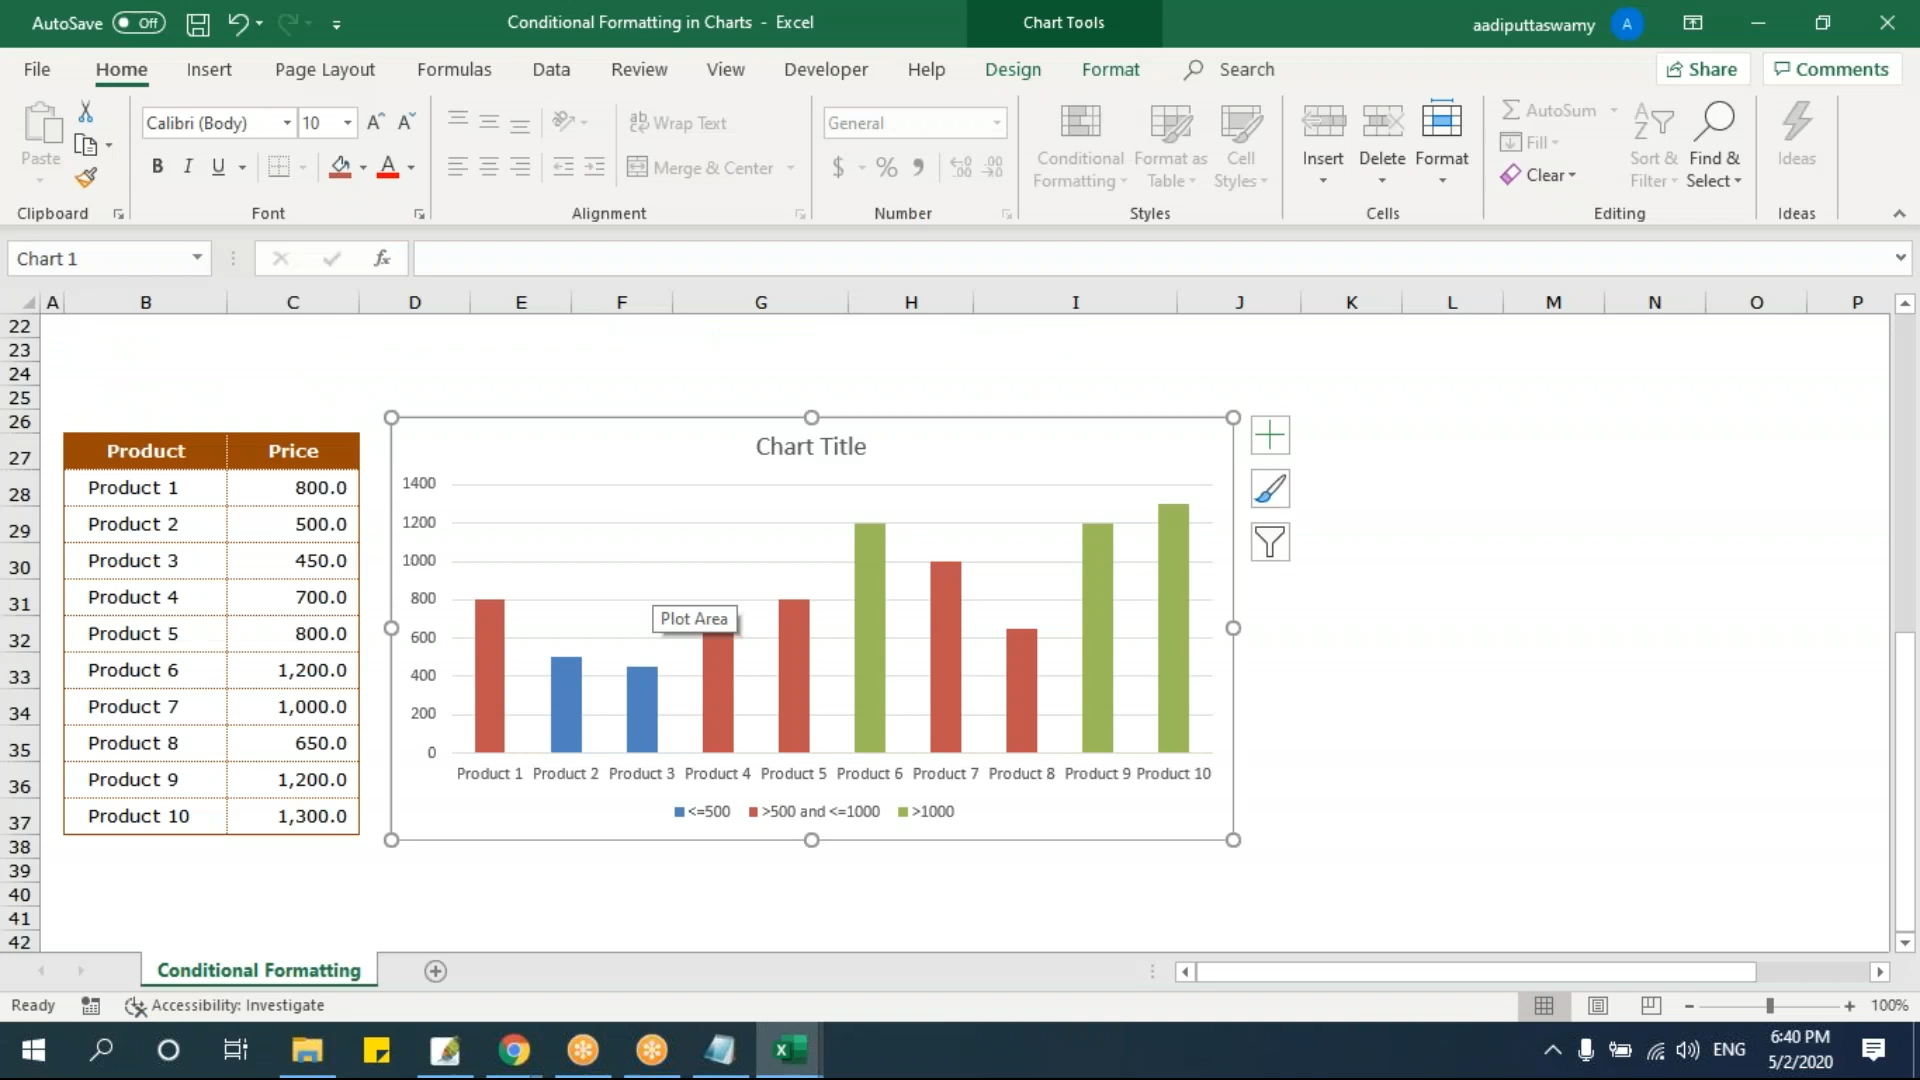 AutoSave Off
Conditional Formatting in Charts - Excel
Chart Tools
aadiputtaswamy A
File Home Insert Page Layout Formulas Data Review View Developer Help Design Format Search Share Comments
Paste
Calibri (Body) 10
B I U A
ab Wrap Text
Merge & Center
General
$ % ,
Conditional Formatting
Format as Table
Cell Styles
Insert
Delete
Format
AutoSum
Fill
Clear
Sort & Filter
Find & Select
Ideas
Clipboard Font Alignment Number Styles Cells Editing Ideas
Chart 1 fx
A B C D E F G H I J K L M N O P
22
23
24
25
26
27
28
29
30
31
32
33
34
35
36
37
38
39
40
41
42
Product Price
Product 1 800.0
Product 2 500.0
Product 3 450.0
Product 4 700.0
Product 5 800.0
Product 6 1,200.0
Product 7 1,000.0
Product 8 650.0
Product 9 1,200.0
Product 10 1,300.0
Chart Title
1400
1200
1000
800
600
400
200
0
Plot Area
Product 1 Product 2 Product 3 Product 4 Product 5 Product 6 Product 7 Product 8 Product 9 Product 10
<=500 >500 and <=1000 >1000
Conditional Formatting
Ready Accessibility: Investigate 100%
ENG
6:40 PM
5/2/2020